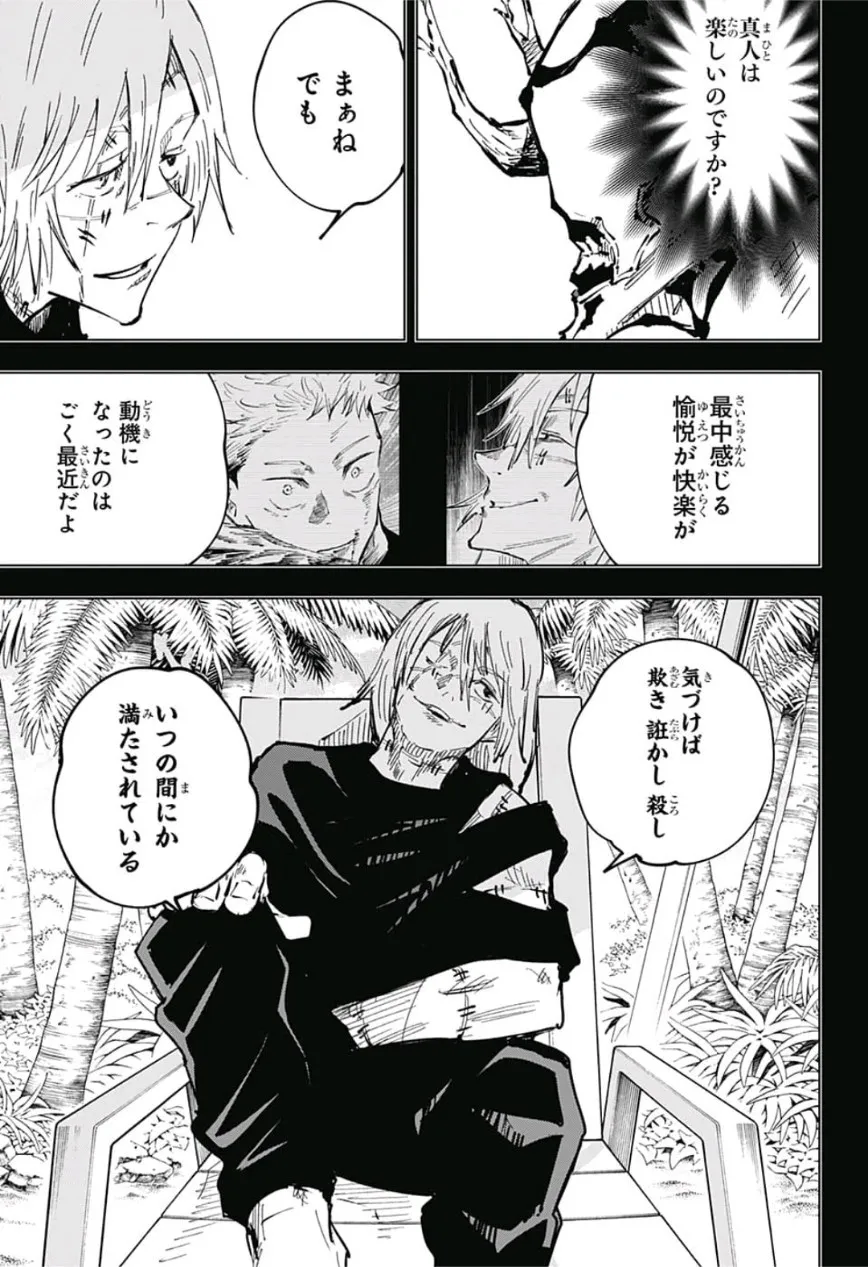 真人は
楽しいのですか?
まぁね
でも
最中感じる
愉悦が快楽が
動機に
なったのは
ごく最近だよ
気づけば
欺き 誑かし 殺し
いつの間にか
満たされている